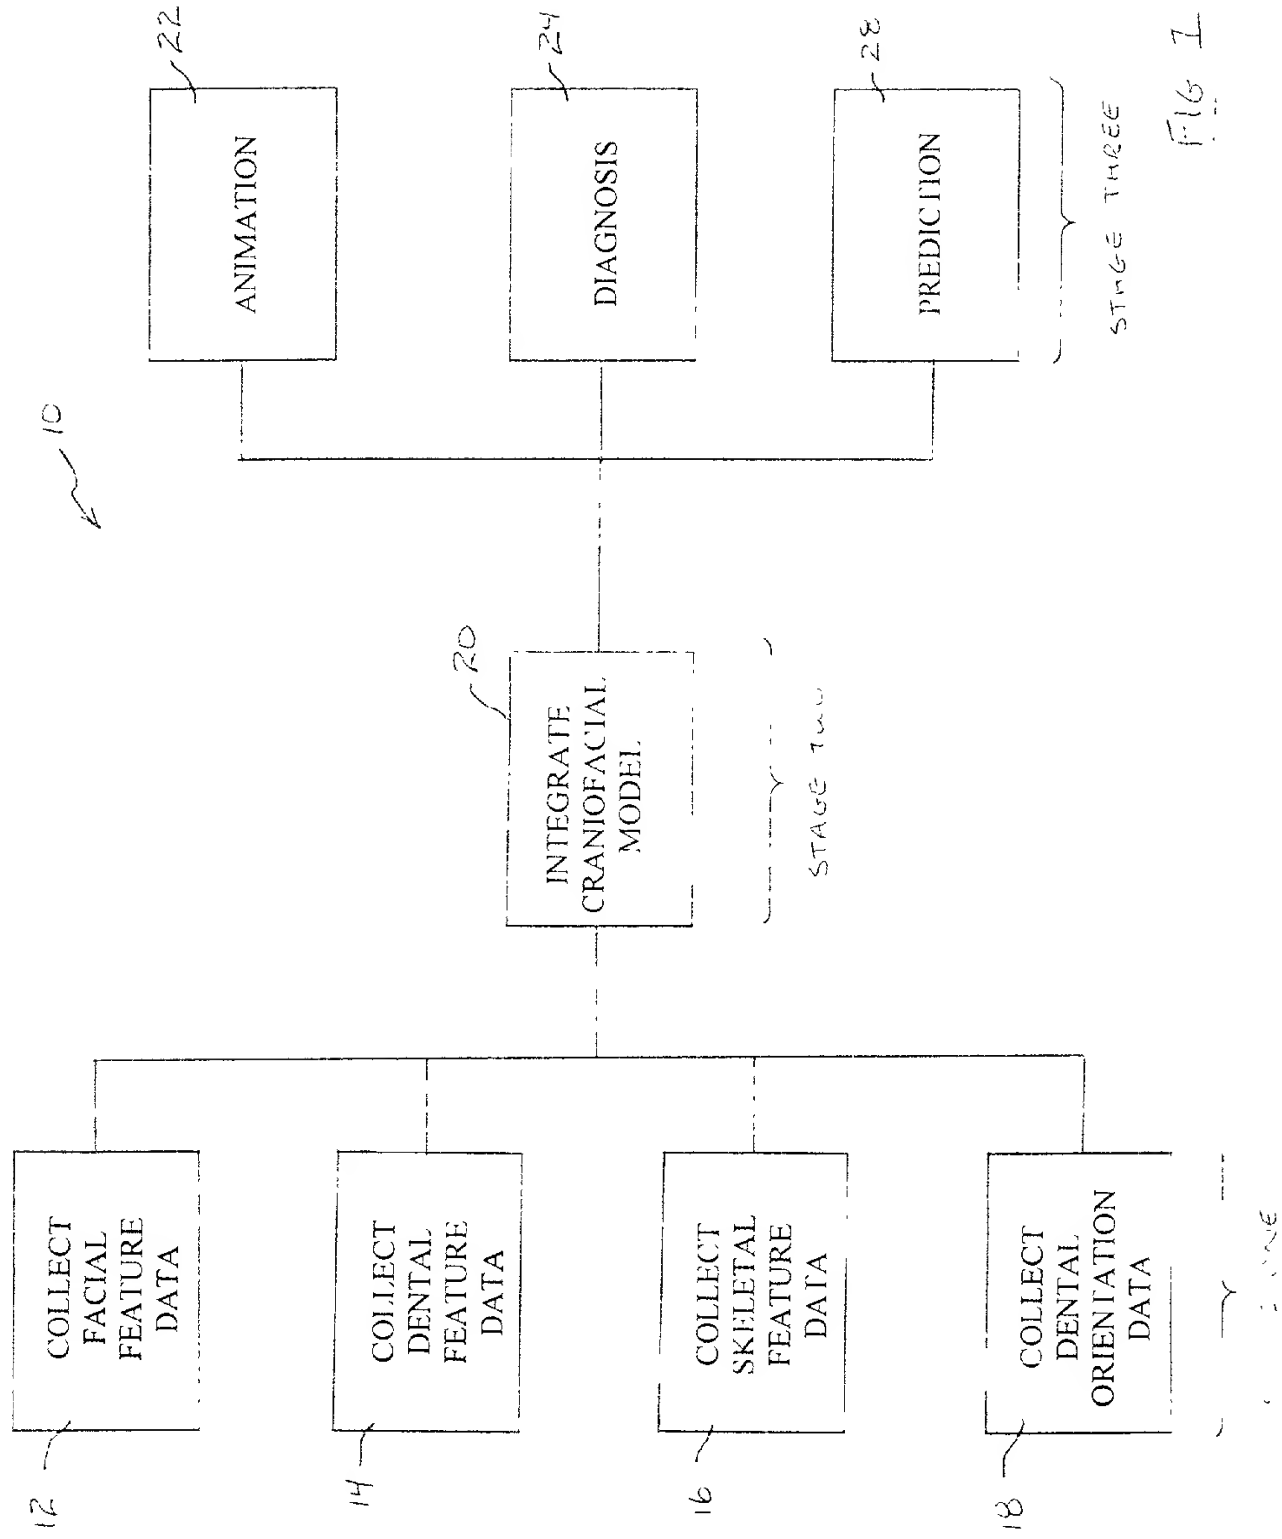 10
12
COLLECT
FACIAL
FEATURE
DATA
14
COLLECT
DENTAL
FEATURE
DATA
16
COLLECT
SKELETAL
FEATURE
DATA
18
COLLECT
DENTAL
ORIENTATION
DATA
20
INTEGRATE
CRANIOFACIAL
MODEL
STAGE TWO
22
ANIMATION
24
DIAGNOSIS
28
PREDICTION
STAGE THREE
FIG 1